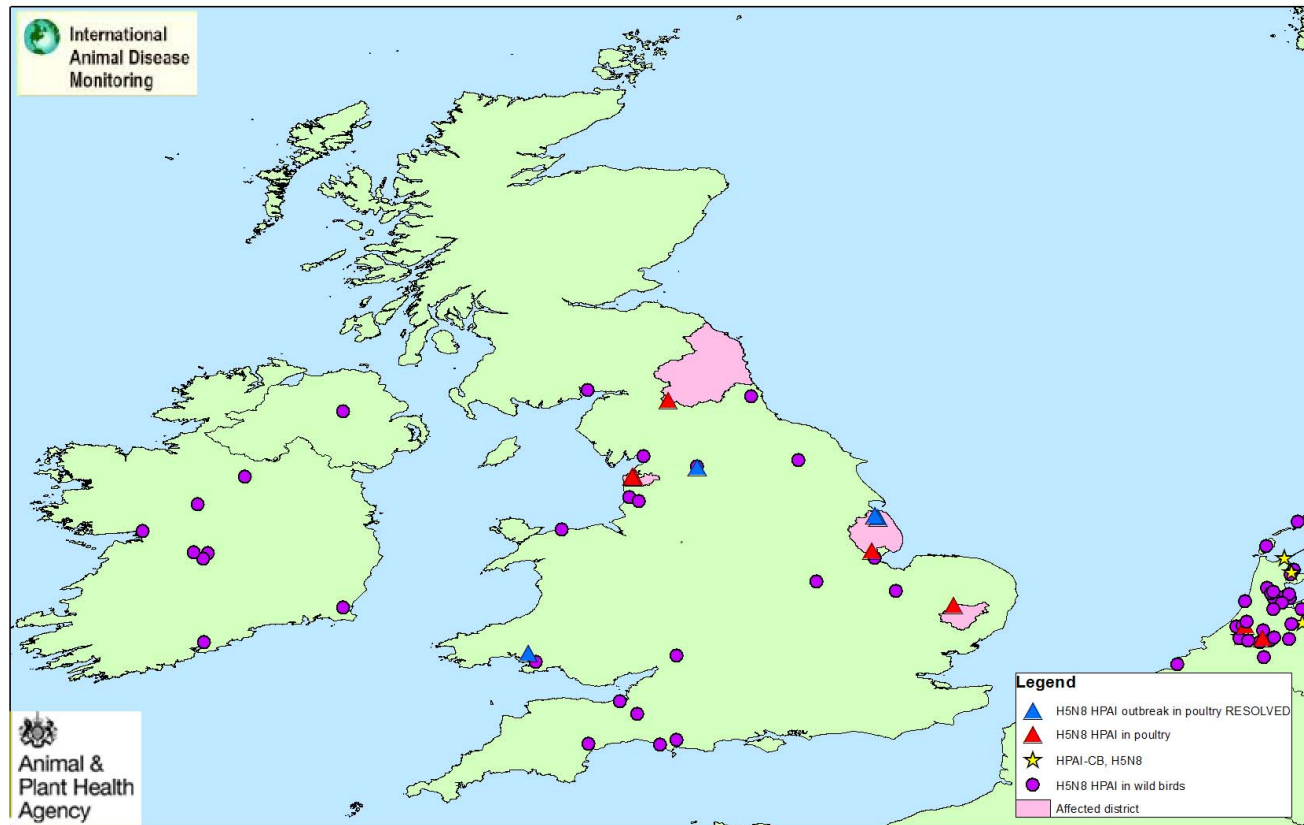 International
Animal Disease
Monitoring
Animal &
Plant Health
Agency
Legend
H5N8 HPAI outbreak in poultry RESOLVED
H5N8 HPAI in poultry
HPAI-CB, H5N8
H5N8 HPAI in wild birds
Affected district